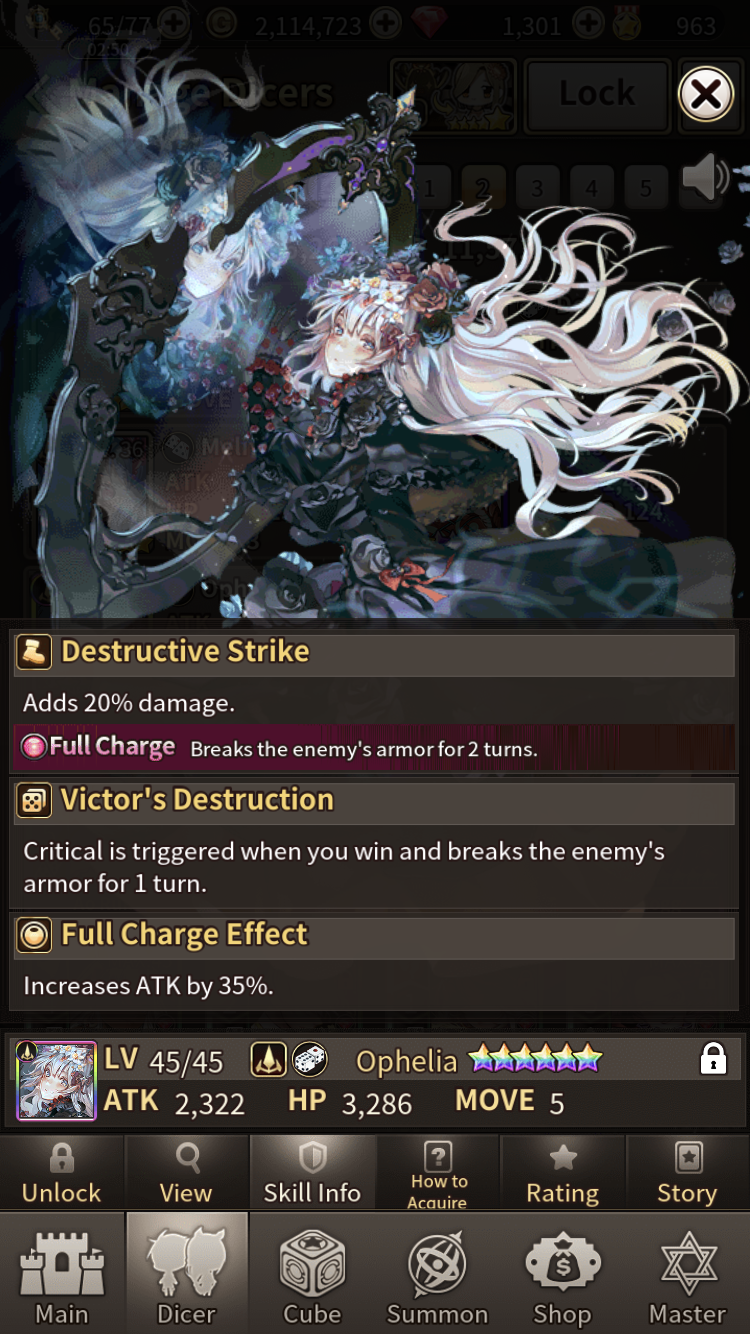 65/77 2,114,723 1,301 963
02:50
Manage Dicers Lock
1 2 3 4 5
Destructive Strike
Adds 20% damage.
Full Charge Breaks the enemy's armor for 2 turns.
Victor's Destruction
Critical is triggered when you win and breaks the enemy's
armor for 1 turn.
Full Charge Effect
Increases ATK by 35%.
LV 45/45 Ophelia
ATK 2,322 HP 3,286 MOVE 5
Unlock View Skill Info How to Acquire Rating Story
Main Dicer Cube Summon Shop Master